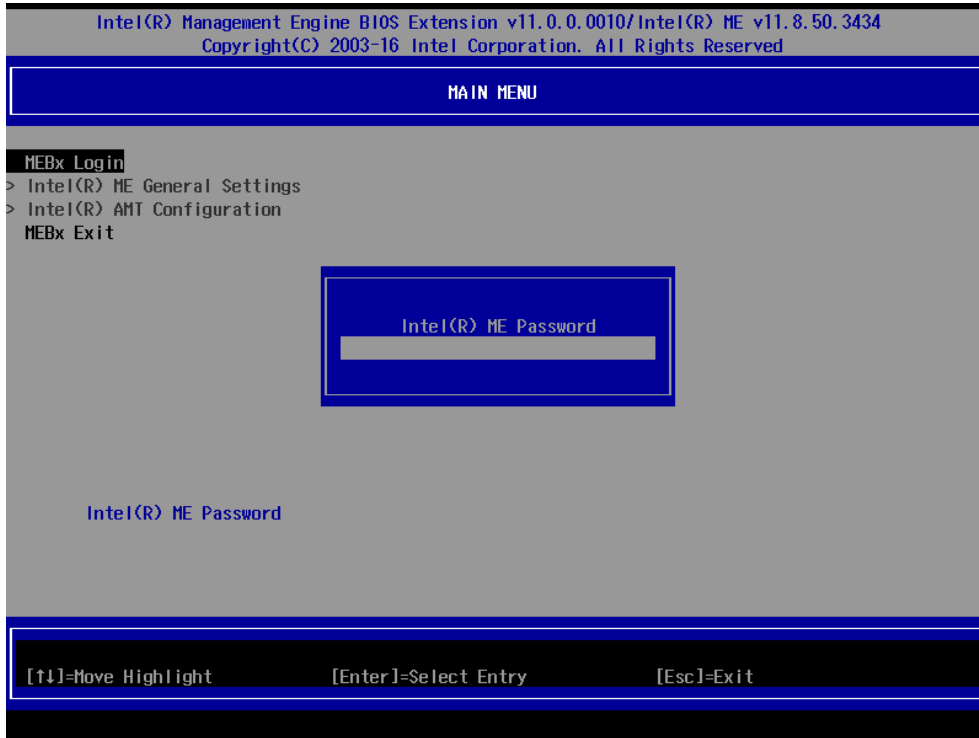 Intel(R) Management Engine BIOS Extension v11.0.0.0010/Intel(R) ME v11.8.50.3434
Copyright(C) 2003-16 Intel Corporation. All Rights Reserved
MAIN MENU
MEBx Login
> Intel(R) ME General Settings
> Intel(R) AMT Configuration
MEBx Exit
Intel(R) ME Password
Intel(R) ME Password
[↑↓]=Move Highlight [Enter]=Select Entry [Esc]=Exit